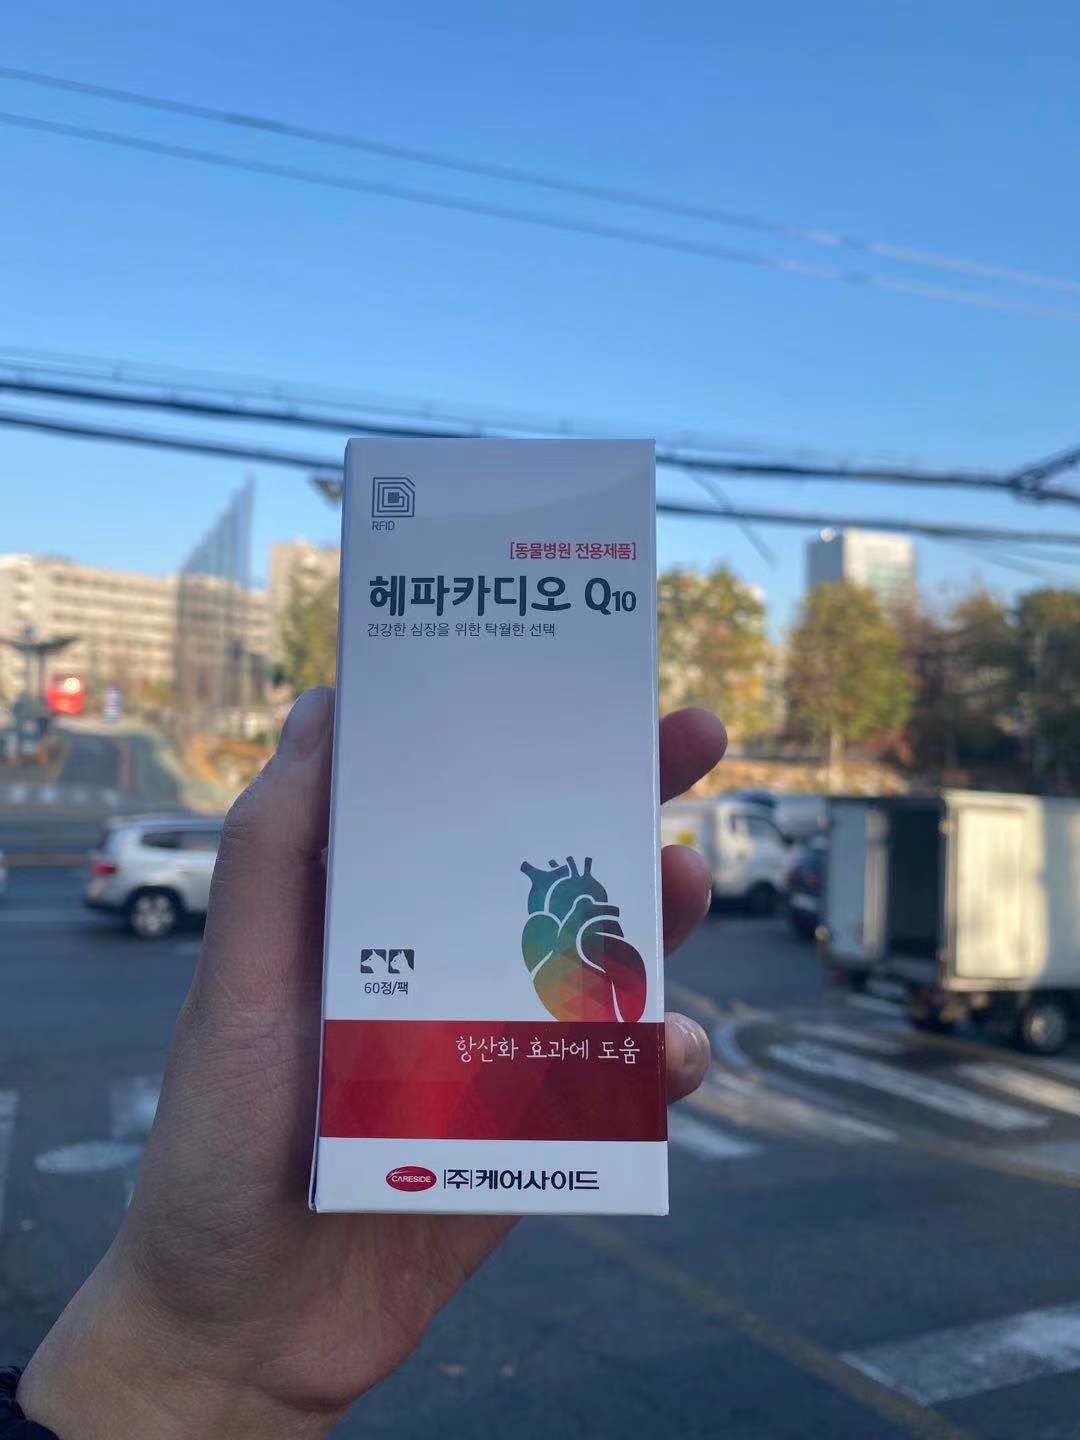 RFiD
[동물병원 전용제품]
헤파카디오 Q10
건강한 심장을 위한 탁월한 선택
60정/팩
항산화 효과에 도움
CARESIDE (주)케어사이드